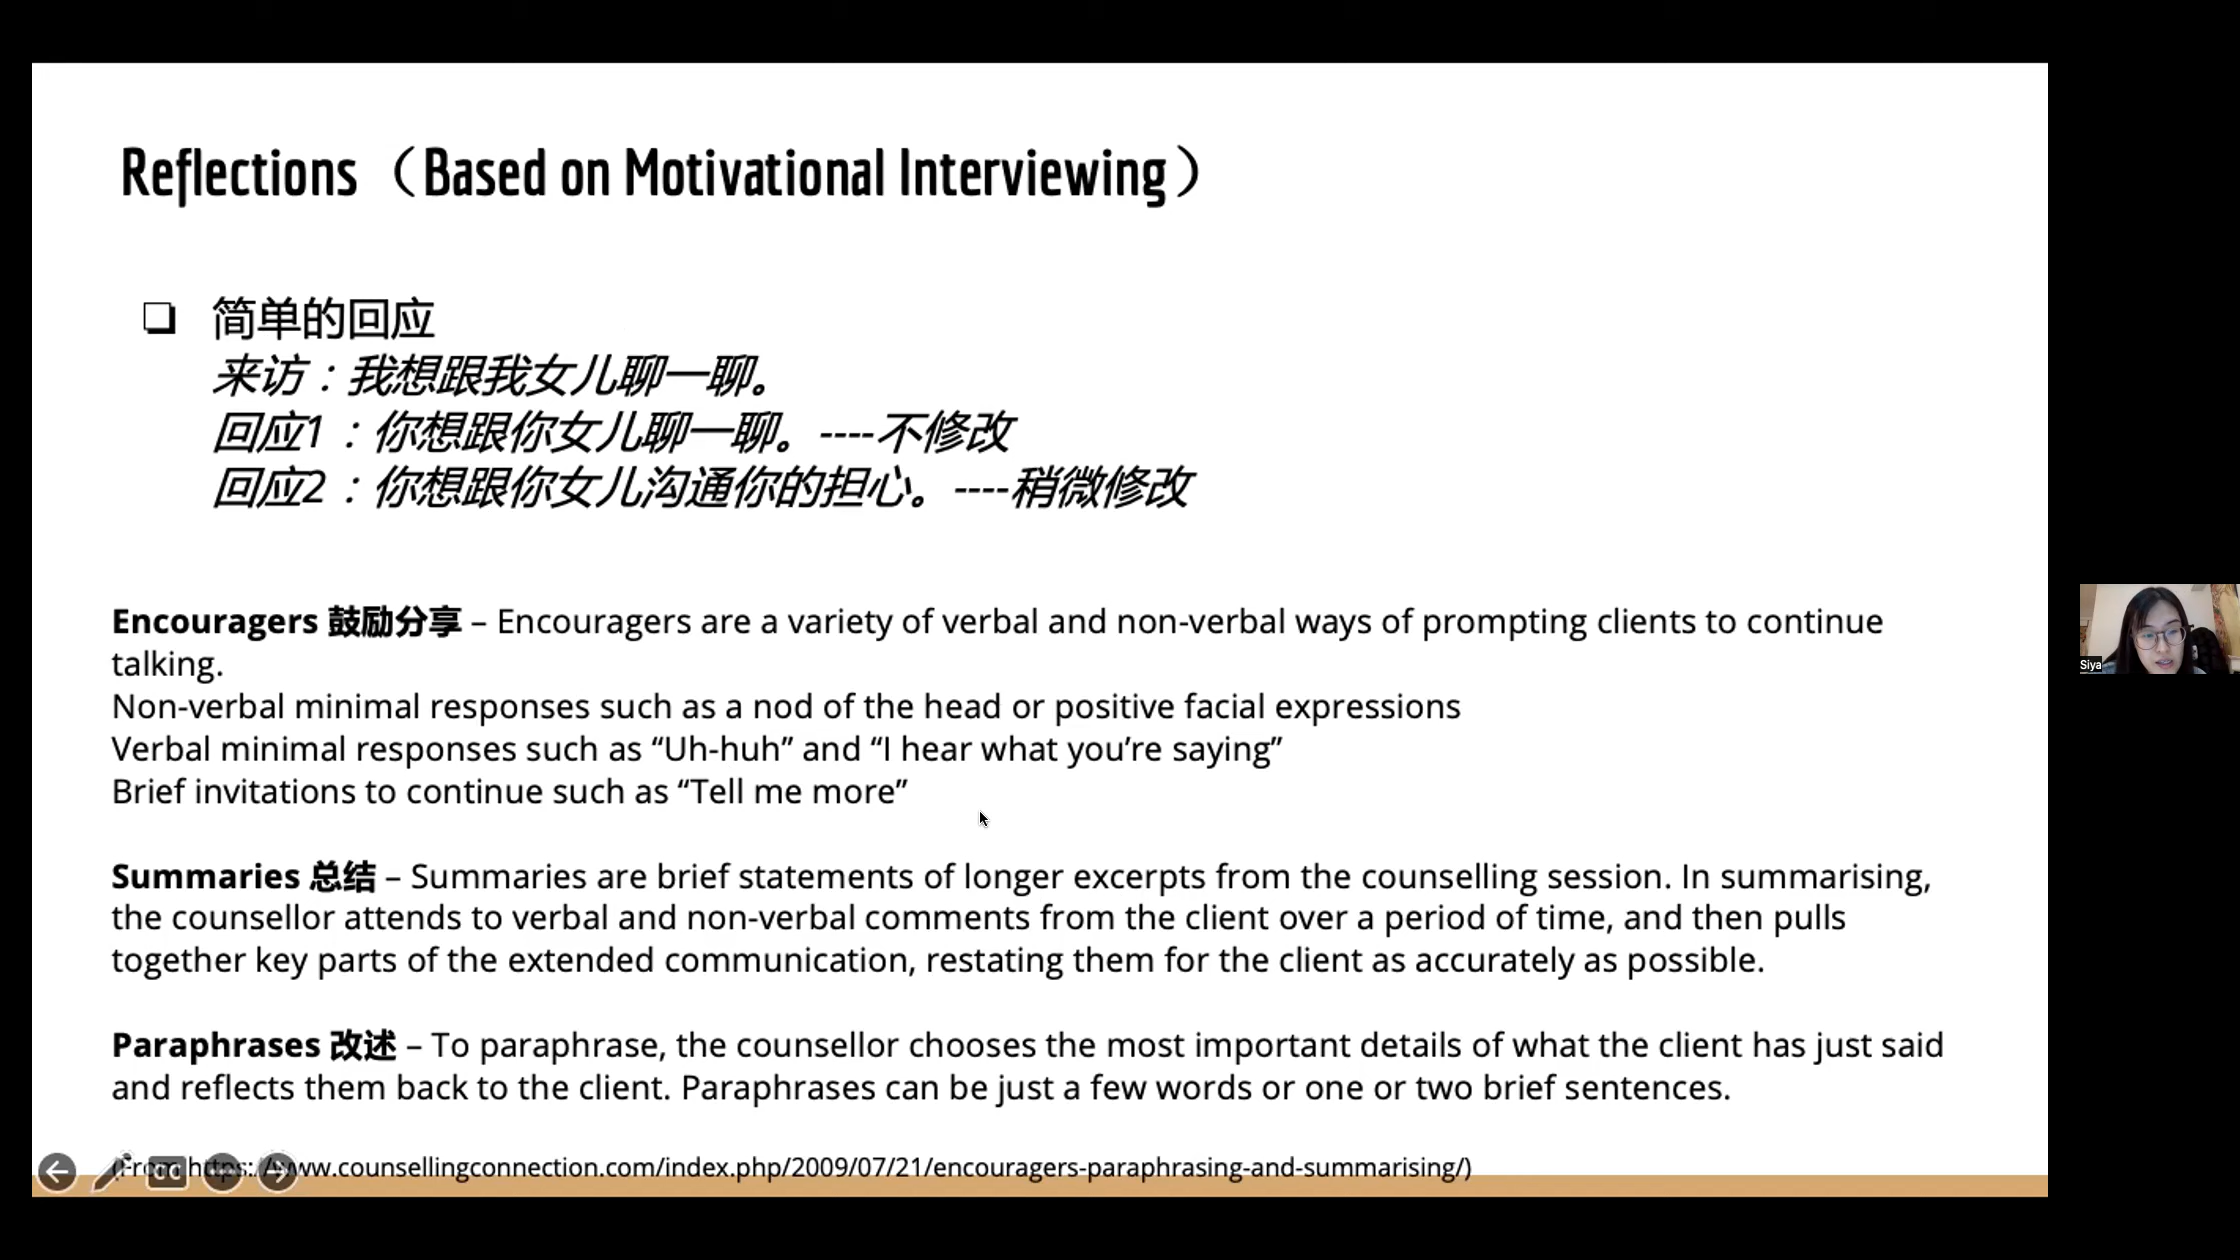 Reflections（Based on Motivational Interviewing）
❏ 简单的回应
来访：我想跟我女儿聊一聊。
回应1：你想跟你女儿聊一聊。----不修改
回应2：你想跟你女儿沟通你的担心。----稍微修改
Encouragers 鼓励分享 – Encouragers are a variety of verbal and non-verbal ways of prompting clients to continue
talking.
Non-verbal minimal responses such as a nod of the head or positive facial expressions
Verbal minimal responses such as “Uh-huh” and “I hear what you’re saying”
Brief invitations to continue such as “Tell me more”
Summaries 总结 – Summaries are brief statements of longer excerpts from the counselling session. In summarising,
the counsellor attends to verbal and non-verbal comments from the client over a period of time, and then pulls
together key parts of the extended communication, restating them for the client as accurately as possible.
Paraphrases 改述 – To paraphrase, the counsellor chooses the most important details of what the client has just said
and reflects them back to the client. Paraphrases can be just a few words or one or two brief sentences.
(From https://www.counsellingconnection.com/index.php/2009/07/21/encouragers-paraphrasing-and-summarising/)
CC
Siya